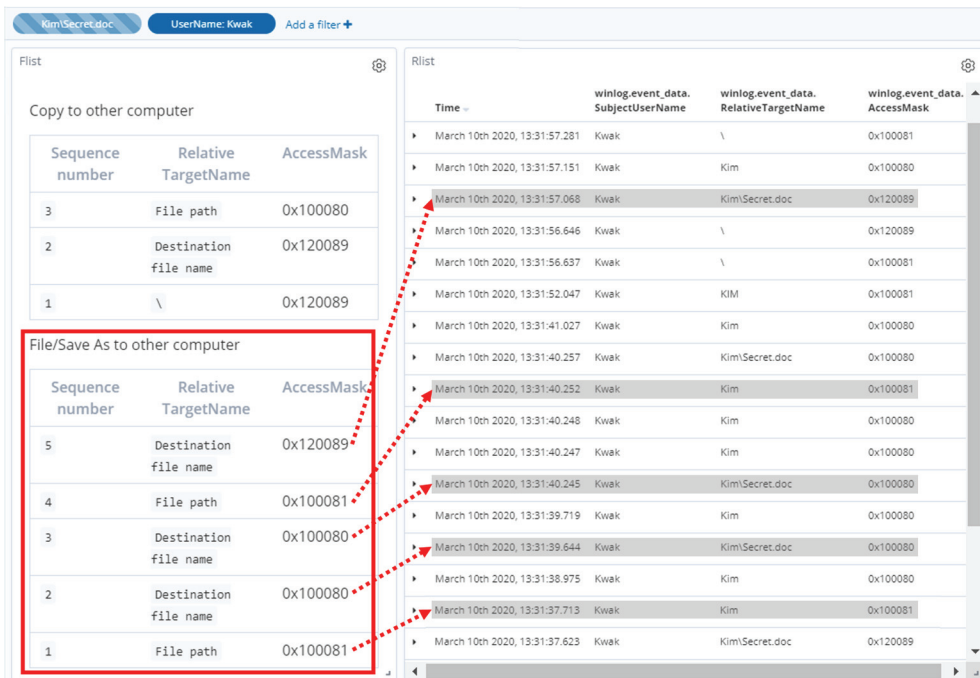 Kim\Secret.doc UserName: Kwak Add a filter +
Flist
Copy to other computer
Sequence number Relative TargetName AccessMask
3 File path 0x100080
2 Destination file name 0x120089
1 \ 0x120089
File/Save As to other computer
Sequence number Relative TargetName AccessMask
5 Destination file name 0x120089
4 File path 0x100081
3 Destination file name 0x100080
2 Destination file name 0x100080
1 File path 0x100081
Rlist
Time winlog.event_data.SubjectUserName winlog.event_data.RelativeTargetName winlog.event_data.AccessMask
March 10th 2020, 13:31:57.281 Kwak \ 0x100081
March 10th 2020, 13:31:57.151 Kwak Kim 0x100080
March 10th 2020, 13:31:57.068 Kwak Kim\Secret.doc 0x120089
March 10th 2020, 13:31:56.646 Kwak \ 0x120089
March 10th 2020, 13:31:56.637 Kwak \ 0x100081
March 10th 2020, 13:31:52.047 Kwak KIM 0x100081
March 10th 2020, 13:31:41.027 Kwak Kim 0x100080
March 10th 2020, 13:31:40.257 Kwak Kim\Secret.doc 0x100080
March 10th 2020, 13:31:40.252 Kwak Kim 0x100081
March 10th 2020, 13:31:40.248 Kwak Kim 0x100080
March 10th 2020, 13:31:40.247 Kwak Kim 0x100080
March 10th 2020, 13:31:40.245 Kwak Kim\Secret.doc 0x100080
March 10th 2020, 13:31:39.719 Kwak Kim 0x100080
March 10th 2020, 13:31:39.644 Kwak Kim\Secret.doc 0x100080
March 10th 2020, 13:31:38.975 Kwak Kim 0x100080
March 10th 2020, 13:31:37.713 Kwak Kim 0x100081
March 10th 2020, 13:31:37.623 Kwak Kim\Secret.doc 0x120089